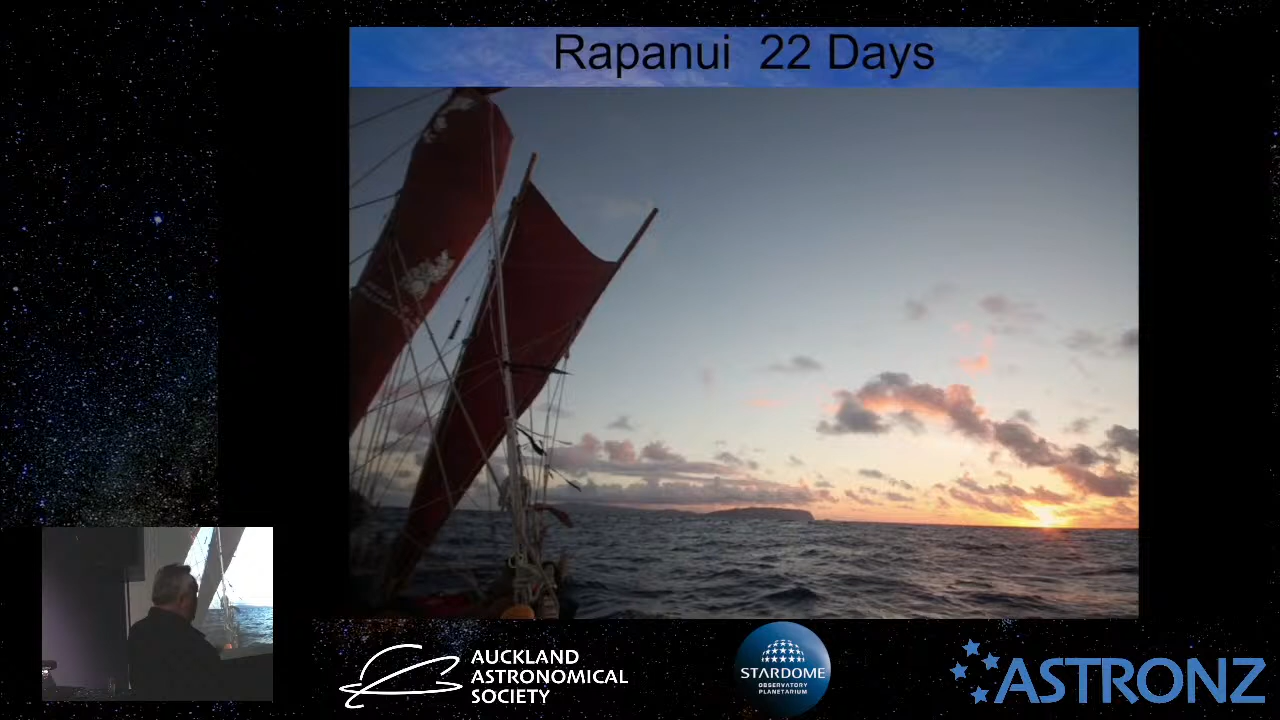 Rapanui 22 Days
AUCKLAND
ASTRONOMICAL
SOCIETY
STARDOME
OBSERVATORY
PLANETARIUM
ASTRONZ